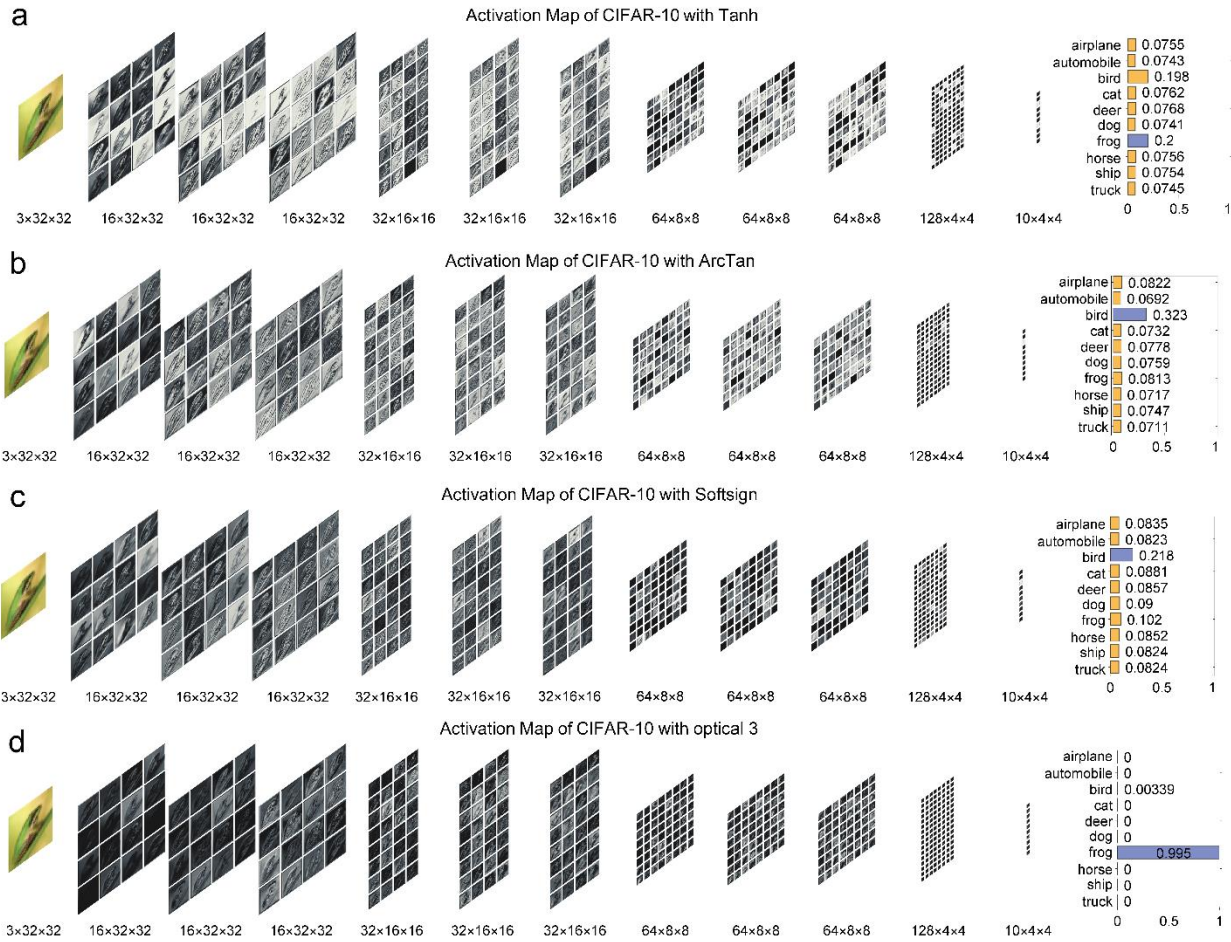 a
Activation Map of CIFAR-10 with Tanh
airplane 0.0755
automobile 0.0743
bird 0.198
cat 0.0762
deer 0.0768
dog 0.0741
frog 0.2
horse 0.0756
ship 0.0754
truck 0.0745
0 0.5 1
3×32×32 16×32×32 16×32×32 16×32×32 32×16×16 32×16×16 32×16×16 64×8×8 64×8×8 64×8×8 128×4×4 10×4×4
b
Activation Map of CIFAR-10 with ArcTan
airplane 0.0822
automobile 0.0692
bird 0.323
cat 0.0732
deer 0.0778
dog 0.0759
frog 0.0813
horse 0.0717
ship 0.0747
truck 0.0711
0 0.5 1
3×32×32 16×32×32 16×32×32 16×32×32 32×16×16 32×16×16 32×16×16 64×8×8 64×8×8 64×8×8 128×4×4 10×4×4
c
Activation Map of CIFAR-10 with Softsign
airplane 0.0835
automobile 0.0823
bird 0.218
cat 0.0881
deer 0.0857
dog 0.09
frog 0.102
horse 0.0852
ship 0.0824
truck 0.0824
0 0.5 1
3×32×32 16×32×32 16×32×32 16×32×32 32×16×16 32×16×16 32×16×16 64×8×8 64×8×8 64×8×8 128×4×4 10×4×4
d
Activation Map of CIFAR-10 with optical 3
airplane 0
automobile 0
bird 0.00339
cat 0
deer 0
dog 0
frog 0.995
horse 0
ship 0
truck 0
0 0.5 1
3×32×32 16×32×32 16×32×32 16×32×32 32×16×16 32×16×16 32×16×16 64×8×8 64×8×8 64×8×8 128×4×4 10×4×4